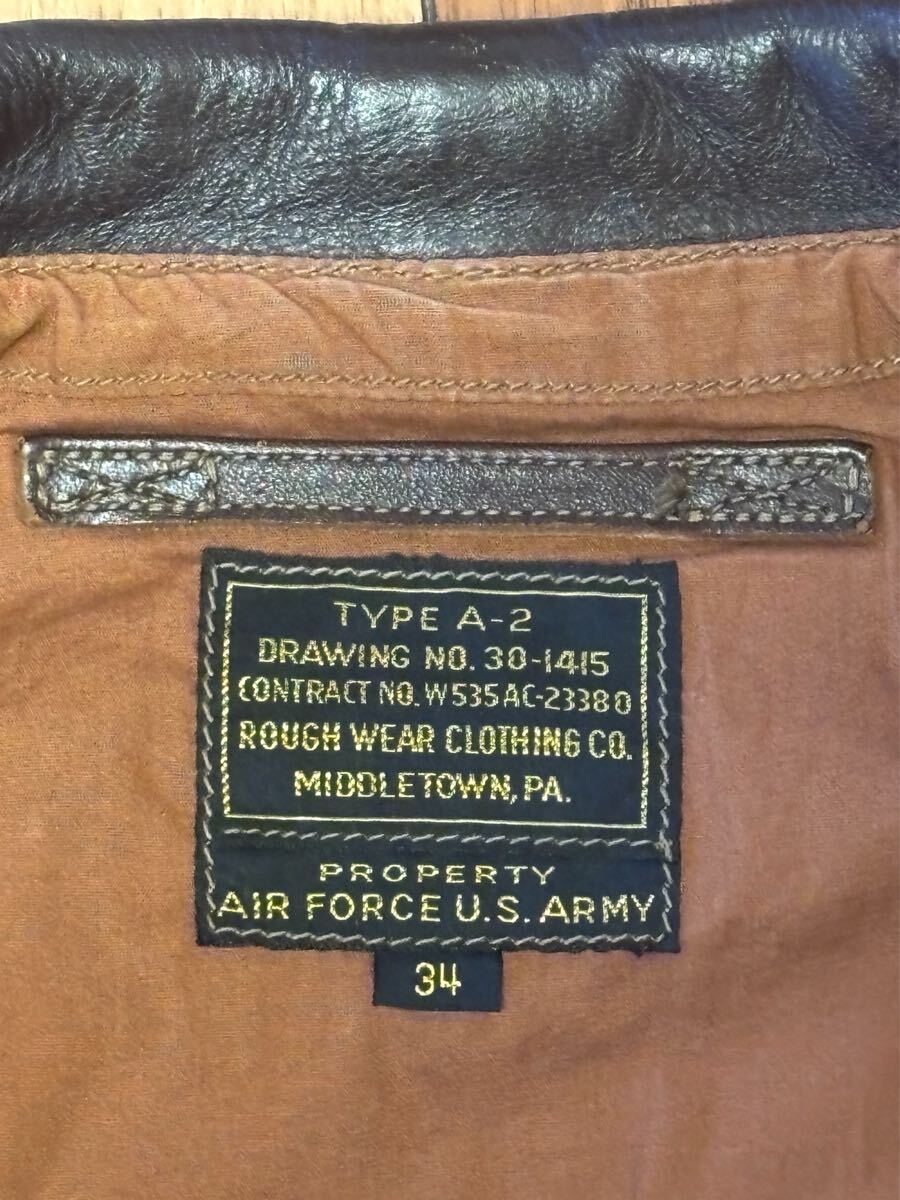 TYPE A-2
DRAWING NO. 30-1415
CONTRACT NO. W535AC-23380
ROUGH WEAR CLOTHING CO.
MIDDLETOWN, PA.
PROPERTY
AIR FORCE U.S. ARMY
34